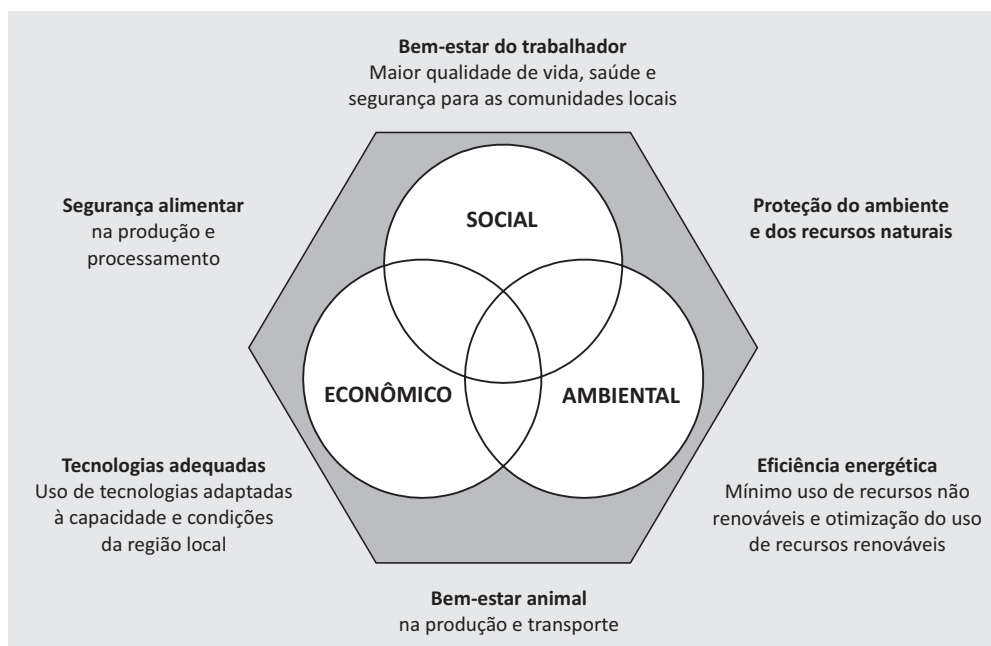 Bem-estar do trabalhador
Maior qualidade de vida, saúde e
segurança para as comunidades locais
Segurança alimentar
na produção e
processamento
SOCIAL
Proteção do ambiente
e dos recursos naturais
ECONÔMICO
AMBIENTAL
Tecnologias adequadas
Uso de tecnologias adaptadas
à capacidade e condições
da região local
Eficiência energética
Mínimo uso de recursos não
renováveis e otimização do uso
de recursos renováveis
Bem-estar animal
na produção e transporte